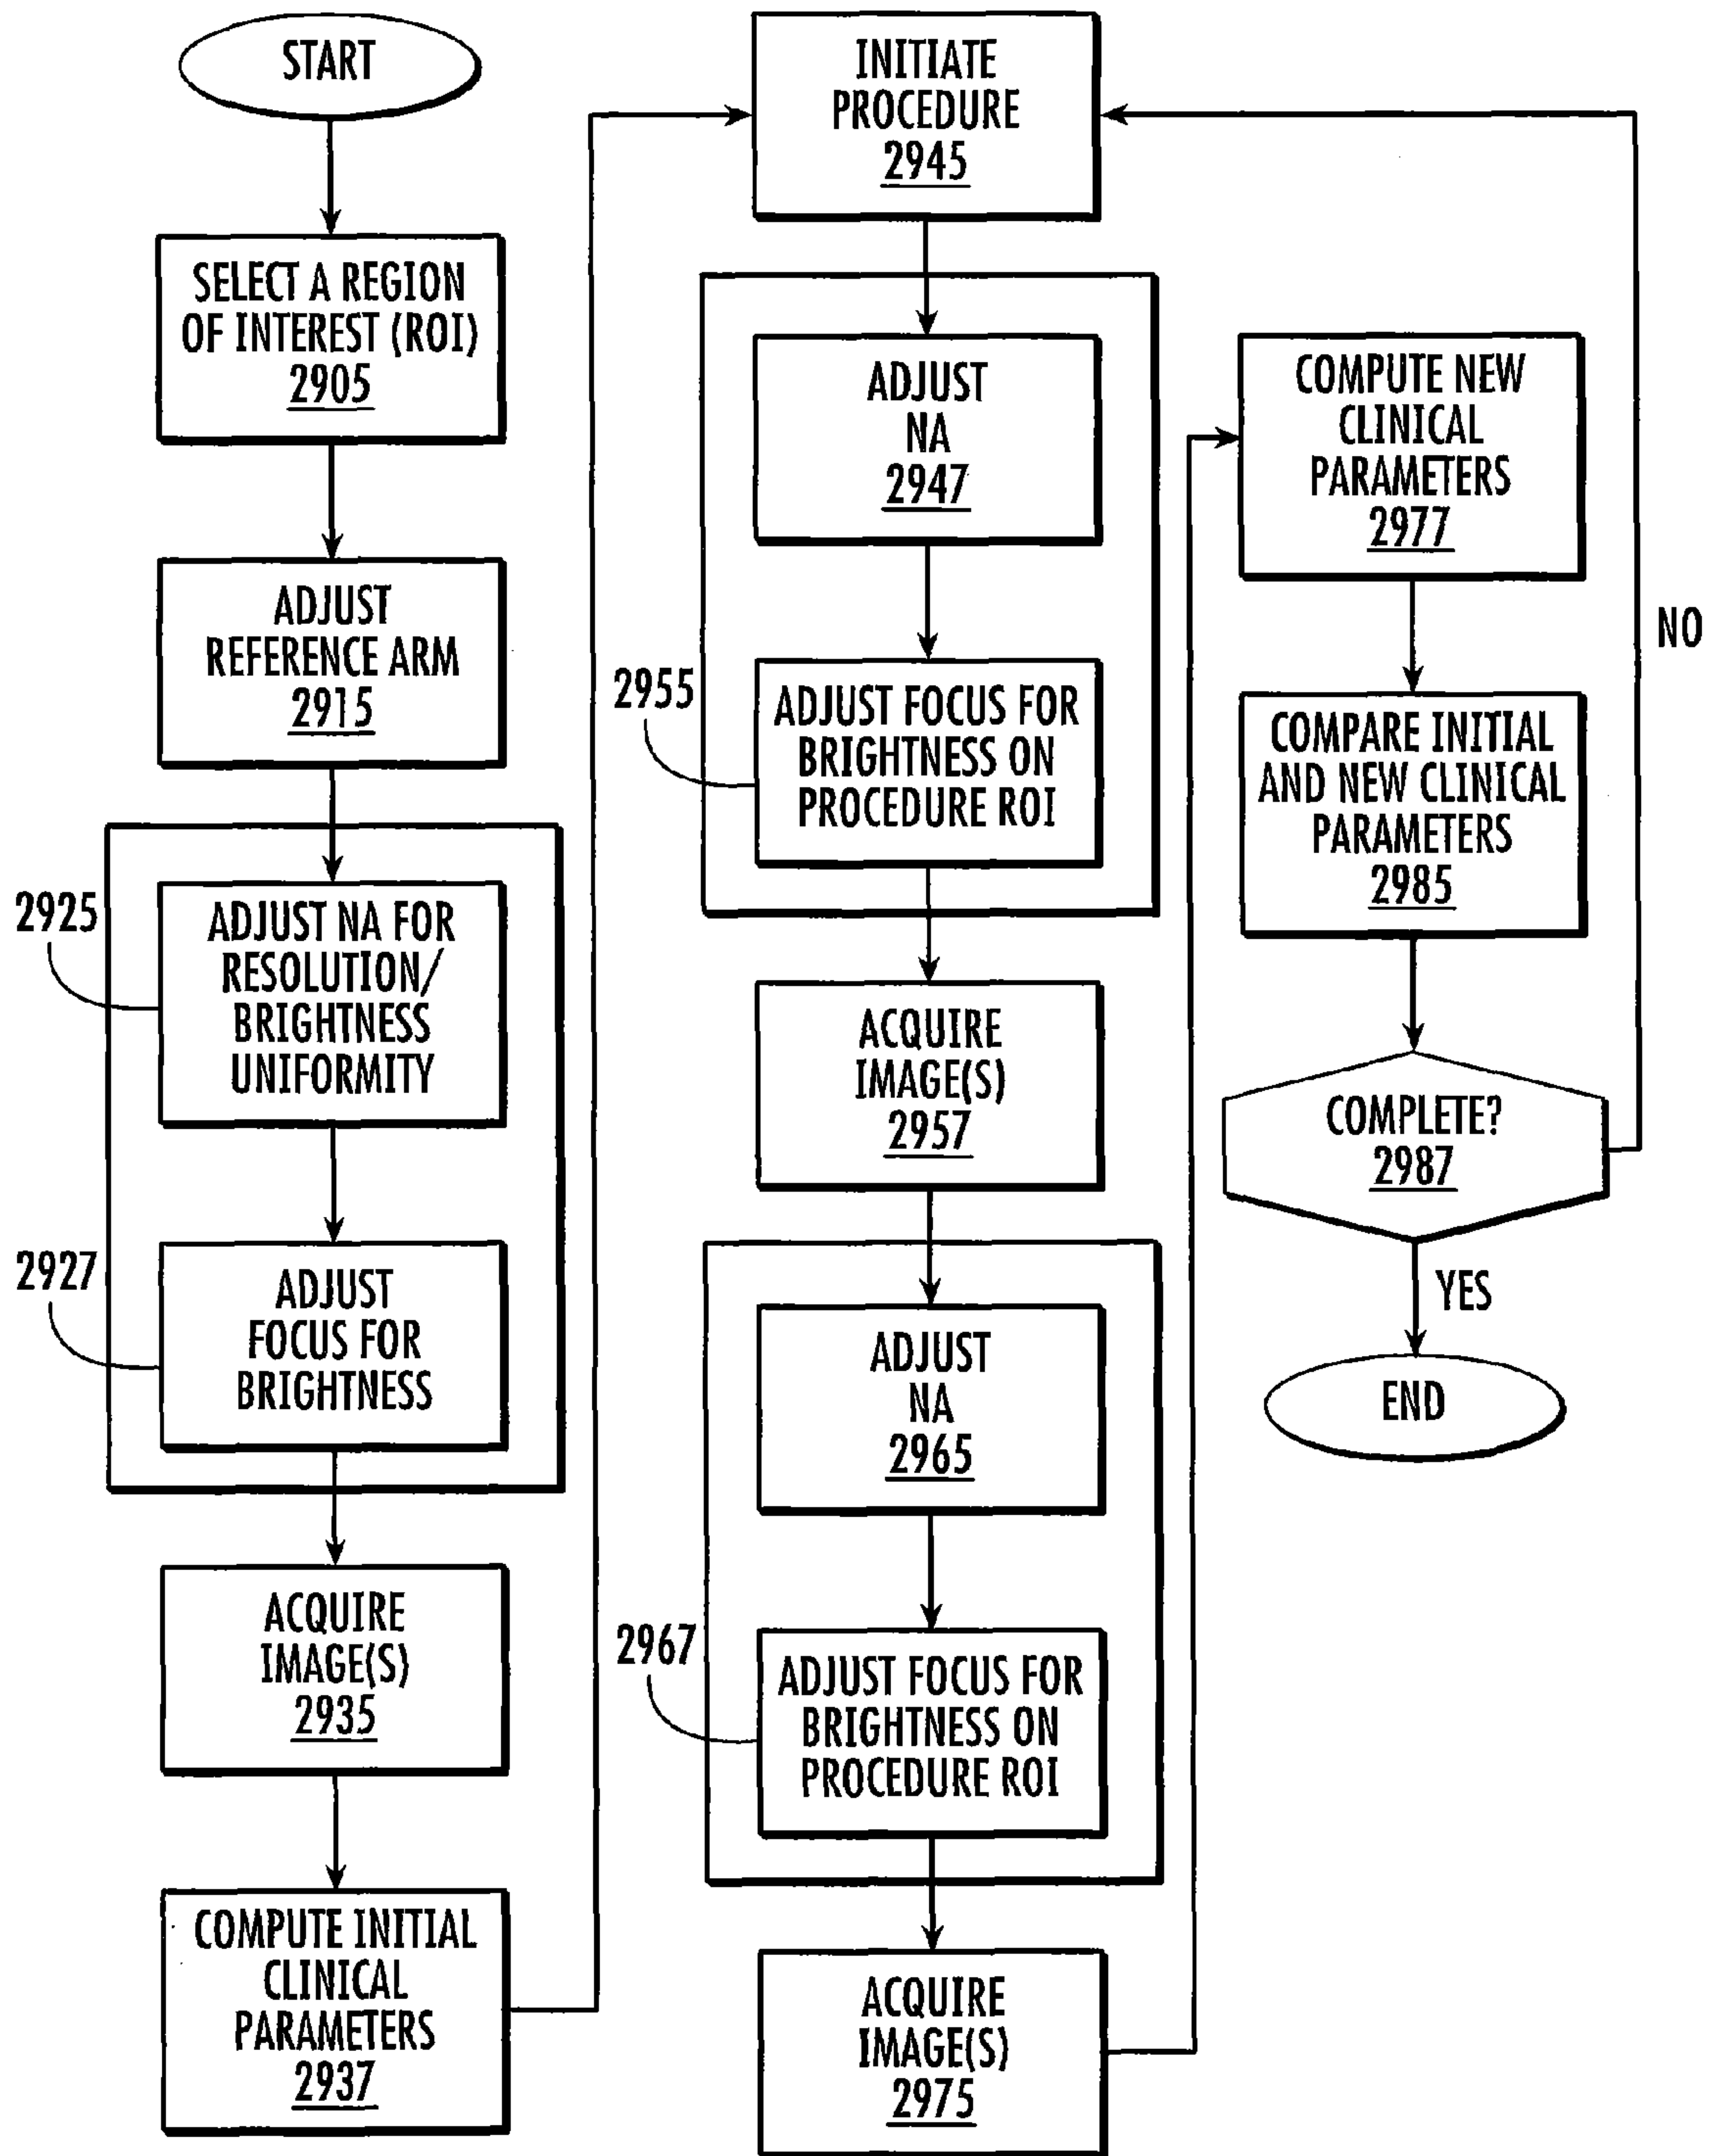 START
SELECT A REGION
OF INTEREST (ROI)
2905
ADJUST
REFERENCE ARM
2915
2925
ADJUST NA FOR
RESOLUTION/
BRIGHTNESS
UNIFORMITY
2927
ADJUST
FOCUS FOR
BRIGHTNESS
ACQUIRE
IMAGE(S)
2935
COMPUTE INITIAL
CLINICAL
PARAMETERS
2937
INITIATE
PROCEDURE
2945
ADJUST
NA
2947
2955
ADJUST FOCUS FOR
BRIGHTNESS ON
PROCEDURE ROI
ACQUIRE
IMAGE(S)
2957
ADJUST
NA
2965
2967
ADJUST FOCUS FOR
BRIGHTNESS ON
PROCEDURE ROI
ACQUIRE
IMAGE(S)
2975
COMPUTE NEW
CLINICAL
PARAMETERS
2977
COMPARE INITIAL
AND NEW CLINICAL
PARAMETERS
2985
COMPLETE?
2987
NO
YES
END